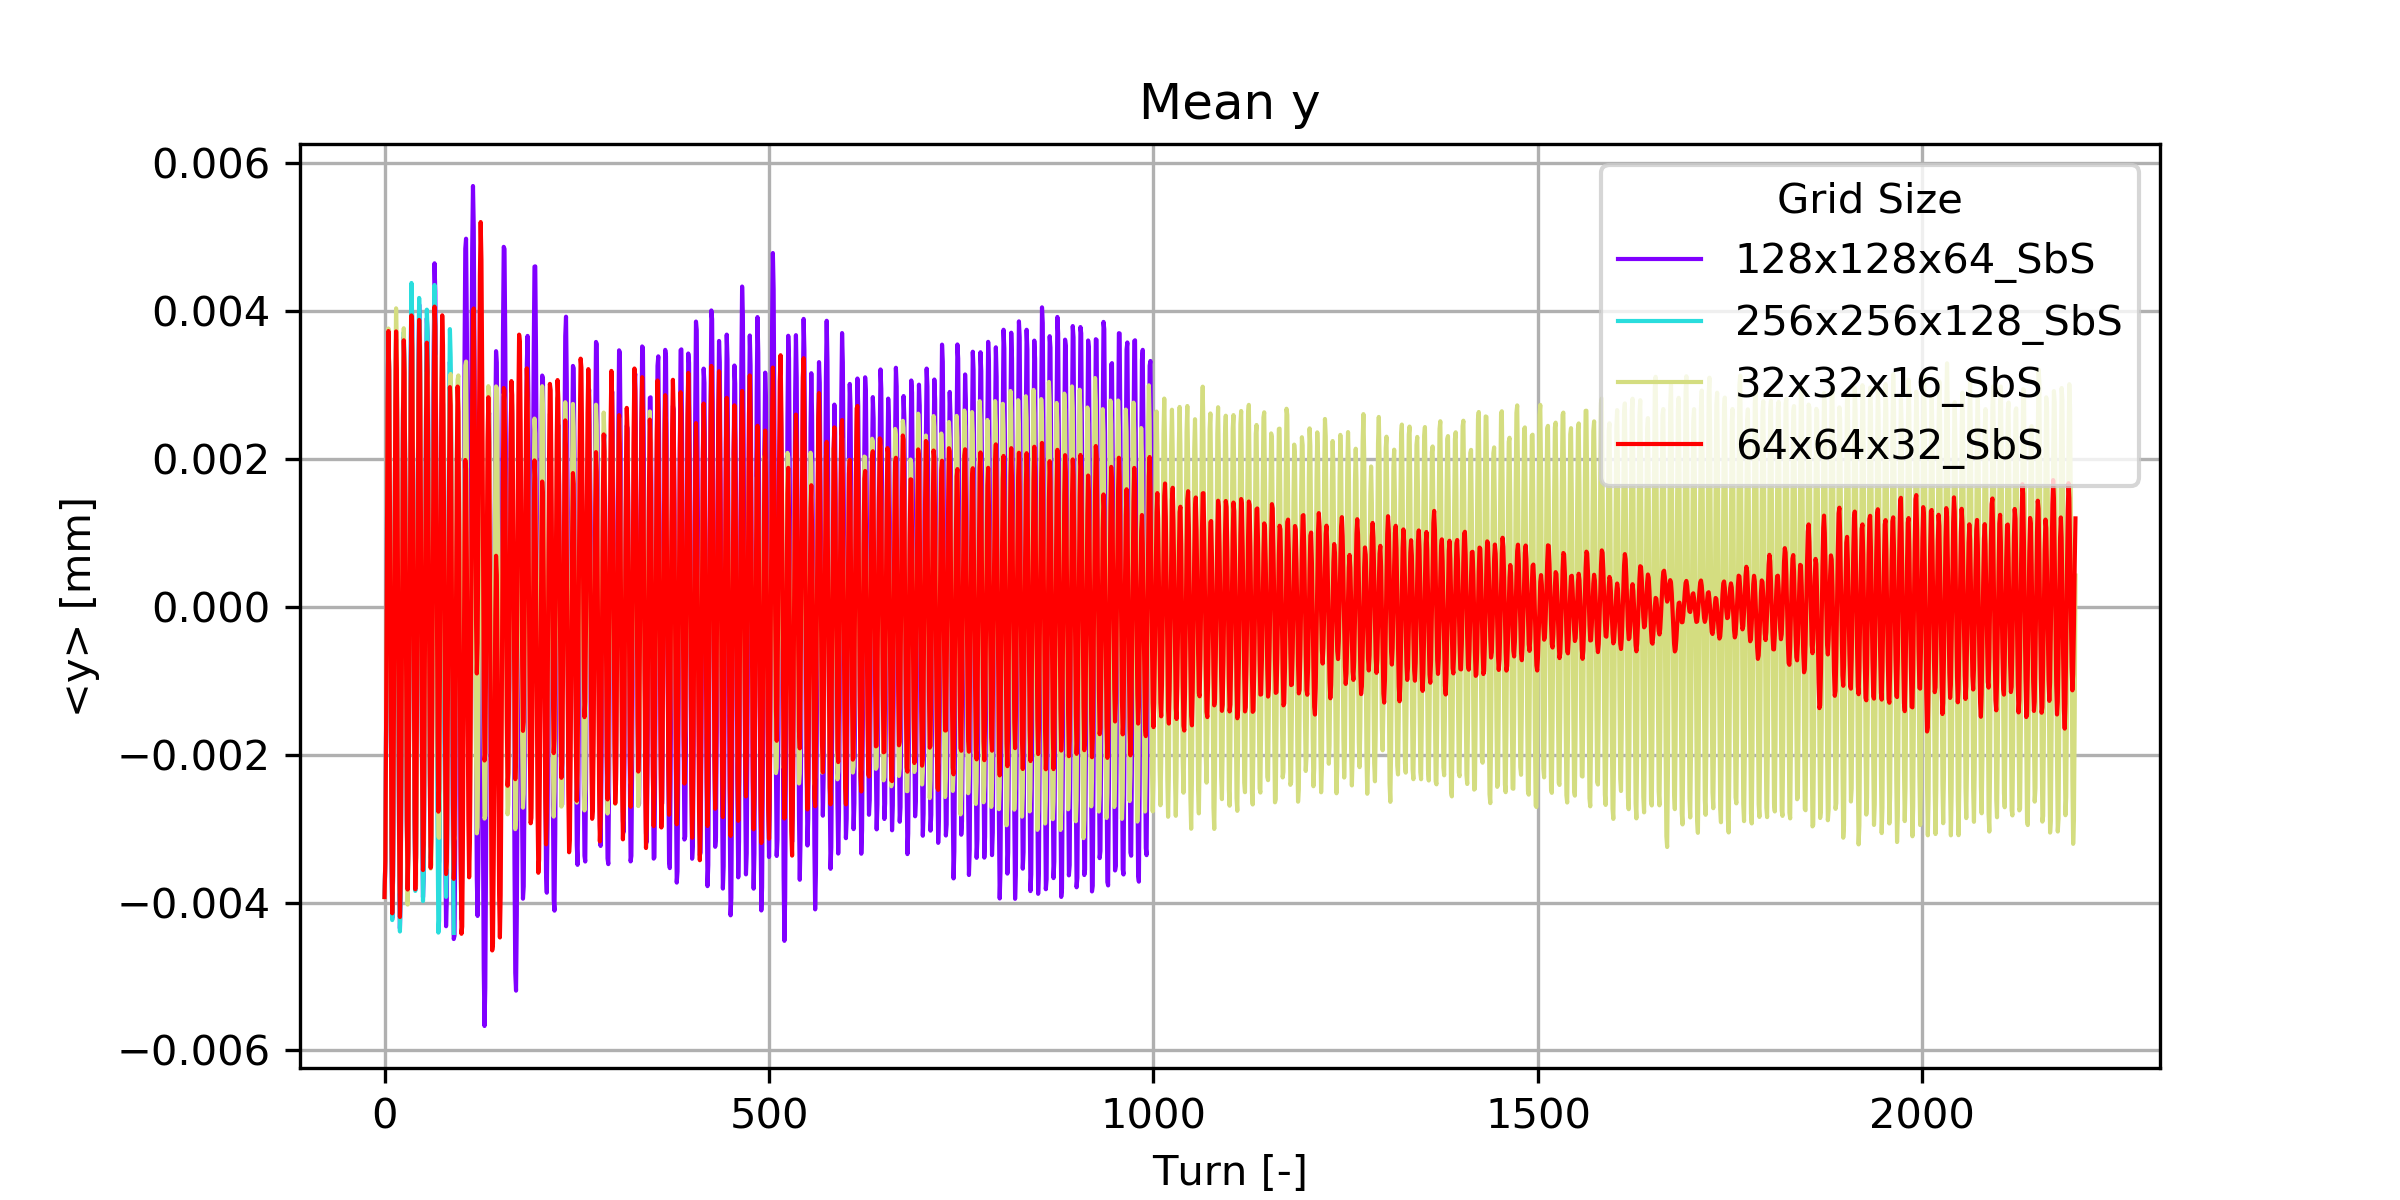 Mean y
0.006
0.004
0.002
0.000
−0.002
−0.004
−0.006
<y> [mm]
Grid Size
128x128x64_SbS
256x256x128_SbS
32x32x16_SbS
64x64x32_SbS
0 500 1000 1500 2000
Turn [-]